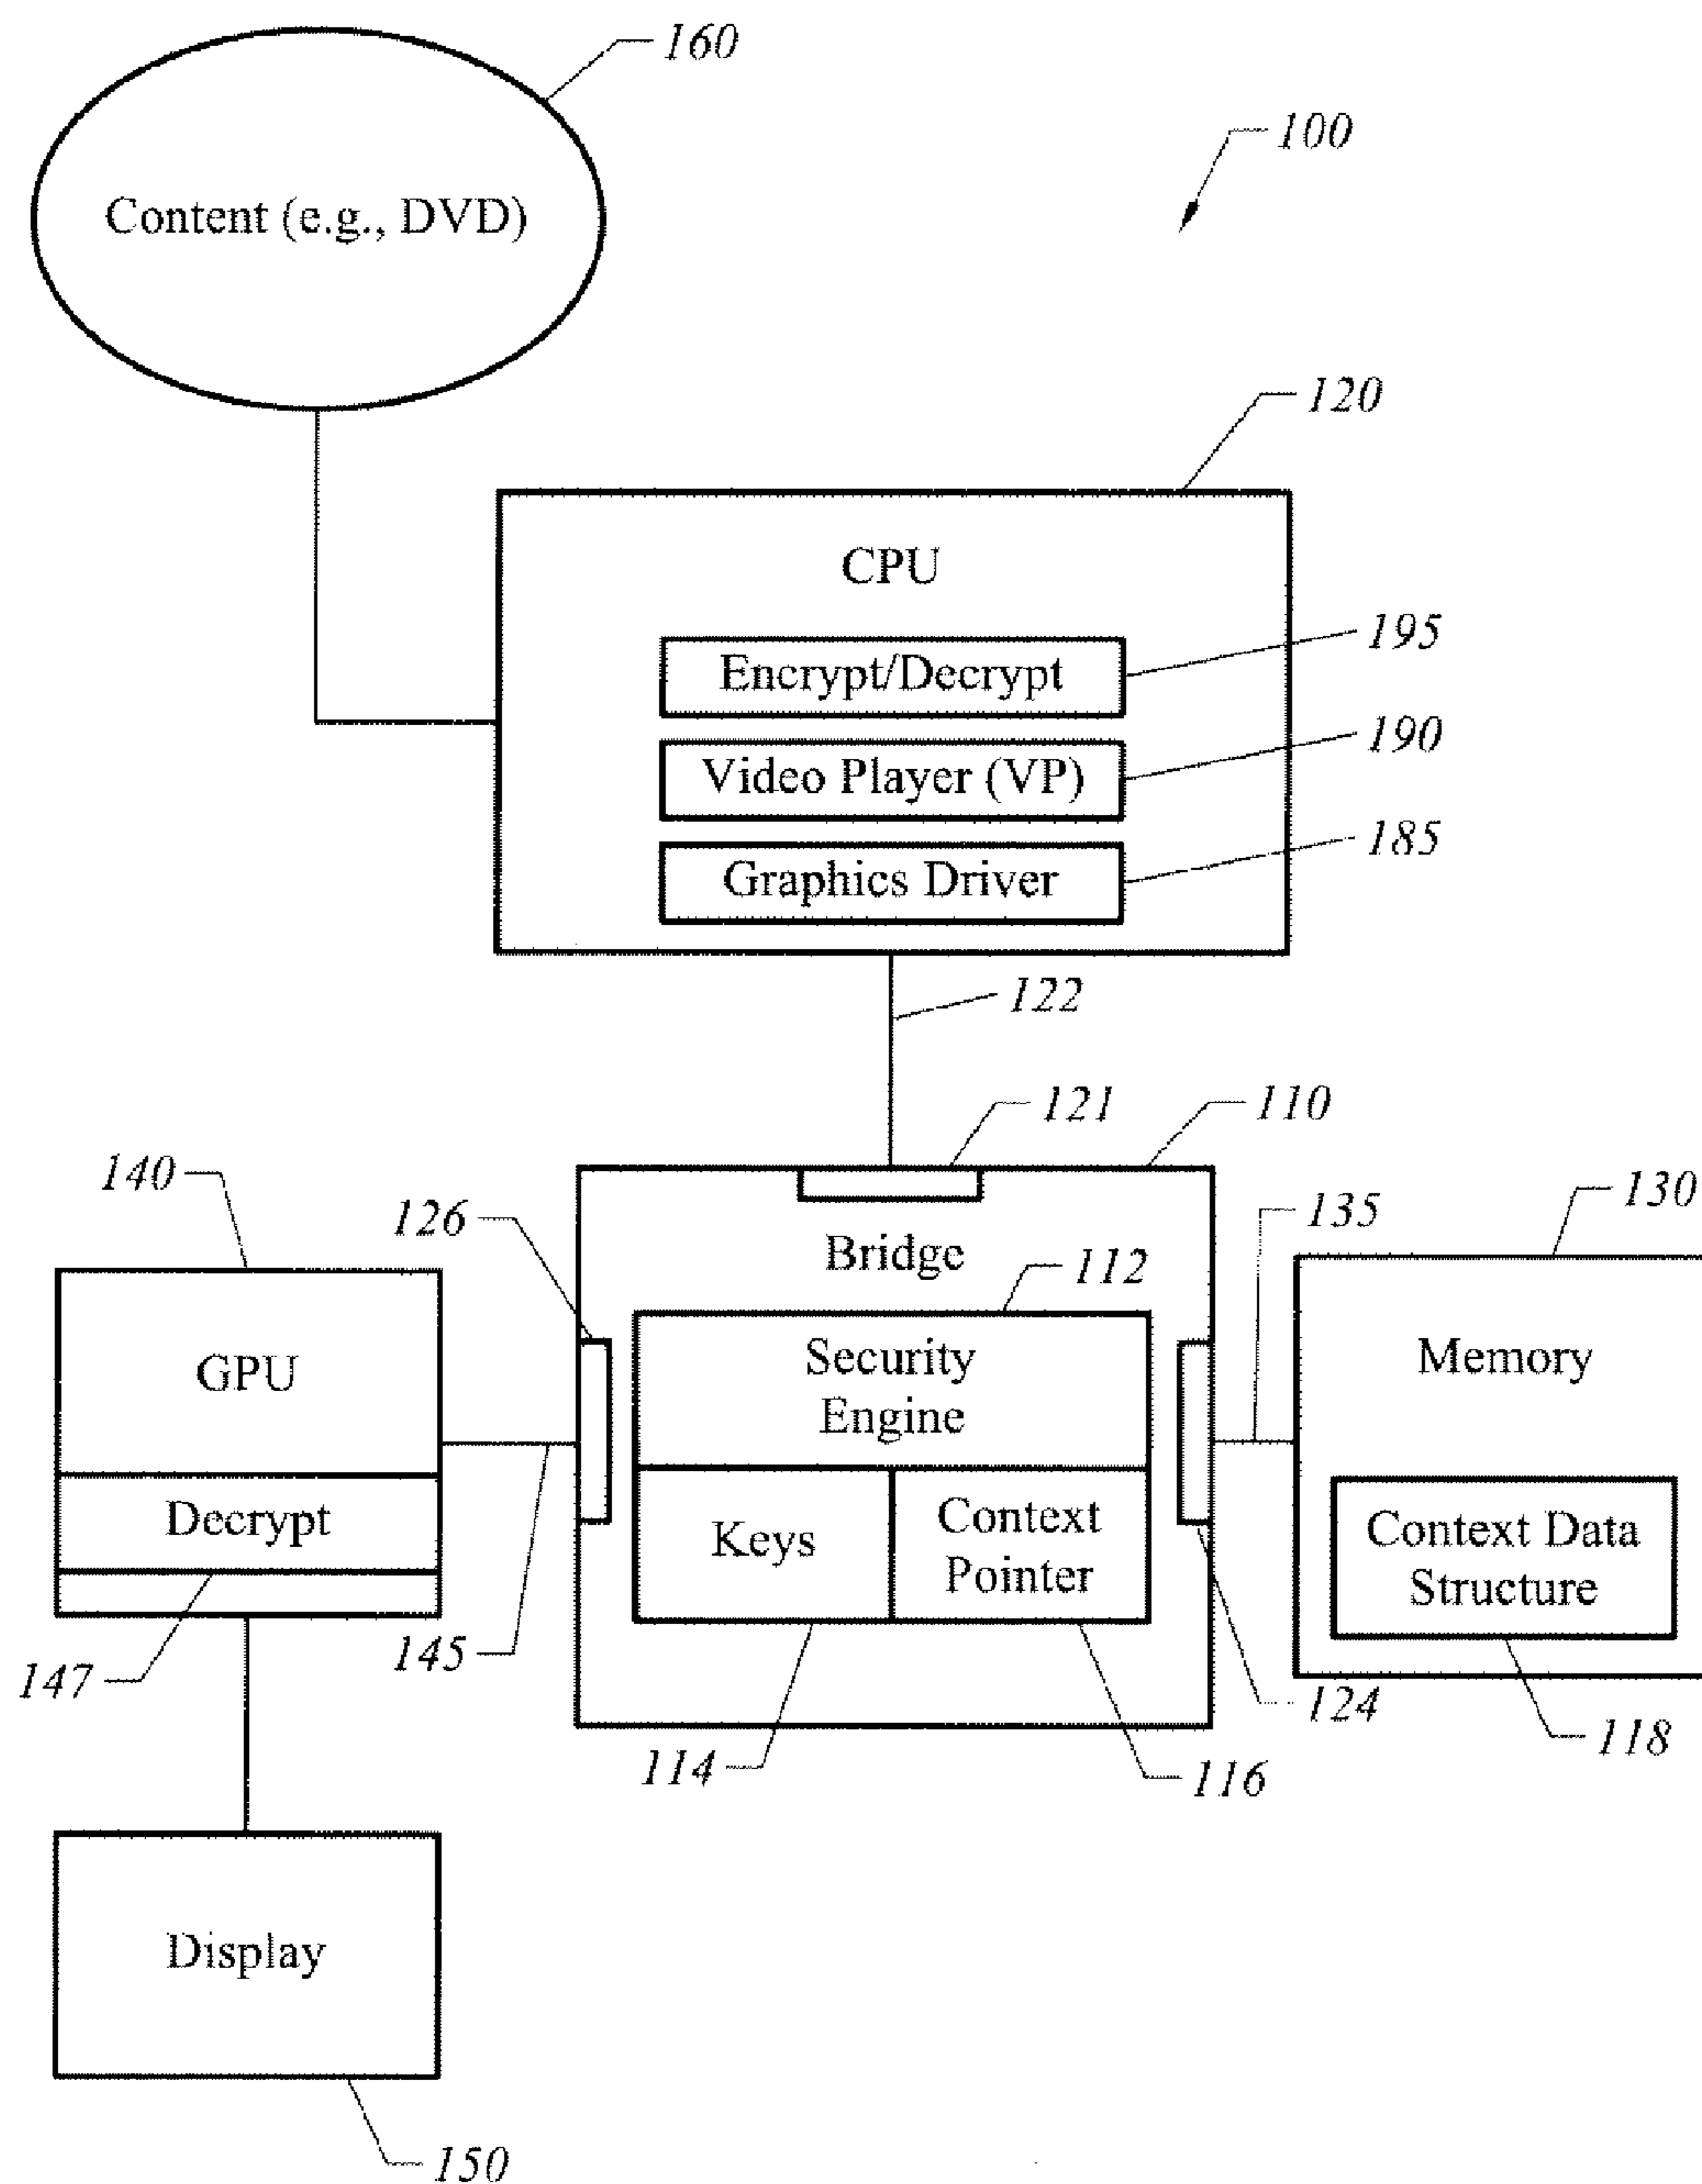 160
100
Content (e.g., DVD)
120
CPU
195
Encrypt/Decrypt
190
Video Player (VP)
185
Graphics Driver
122
121
110
140
130
126
135
Bridge
112
GPU
Security
Engine
Memory
Decrypt
Keys
Context
Pointer
Context Data
Structure
145
147
124
118
114
116
Display
150